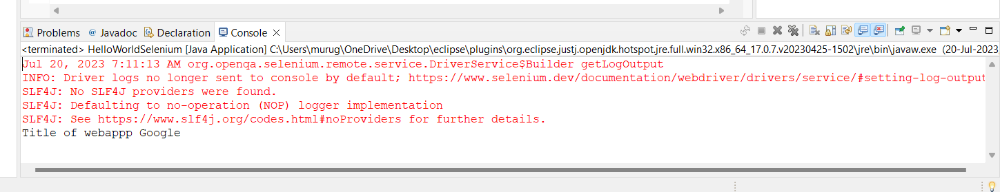 Problems @ Javadoc Declaration Console
<terminated> HelloWorldSelenium [Java Application] C:\Users\murug\OneDrive\Desktop\eclipse\plugins\org.eclipse.justj.openjdk.hotspot.jre.full.win32.x86_64_17.0.7.v20230425-1502\jre\bin\javaw.exe (20-Jul-2023
Jul 20, 2023 7:11:13 AM org.openqa.selenium.remote.service.DriverService$Builder getLogOutput
INFO: Driver logs no longer sent to console by default; https://www.selenium.dev/documentation/webdriver/drivers/service/#setting-log-output
SLF4J: No SLF4J providers were found.
SLF4J: Defaulting to no-operation (NOP) logger implementation
SLF4J: See https://www.slf4j.org/codes.html#noProviders for further details.
Title of webappp Google